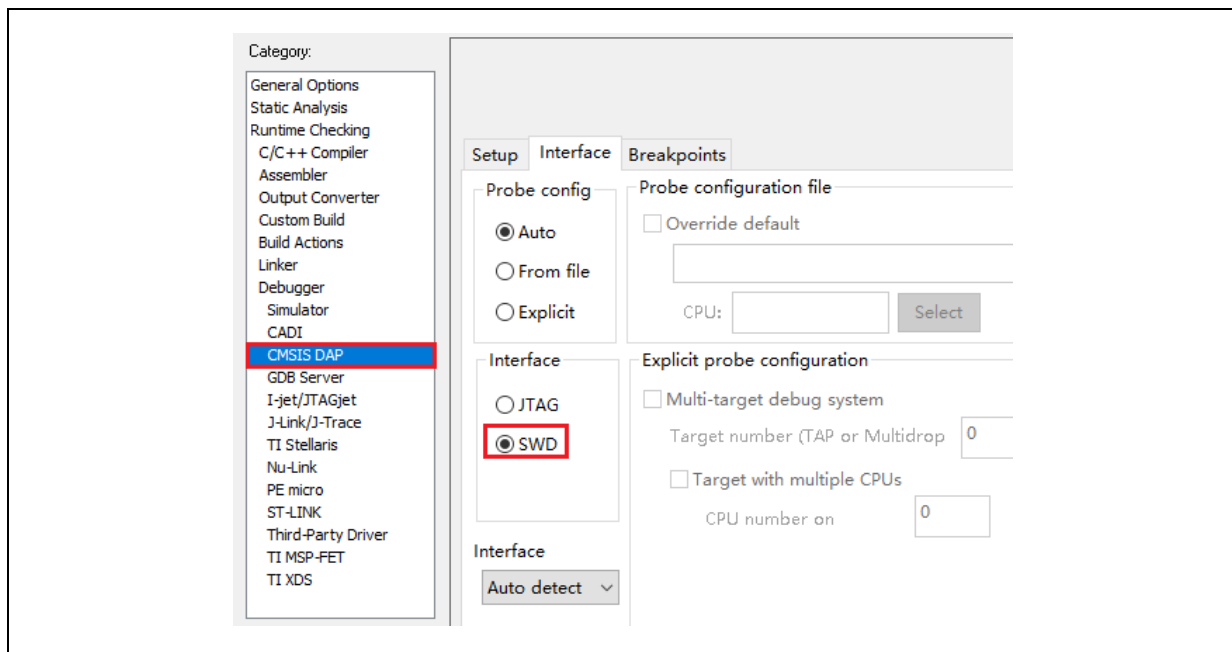 Category:
General Options
Static Analysis
Runtime Checking
C/C++ Compiler
Assembler
Output Converter
Custom Build
Build Actions
Linker
Debugger
Simulator
CADI
CMSIS DAP
GDB Server
I-jet/JTAGjet
J-Link/J-Trace
TI Stellaris
Nu-Link
PE micro
ST-LINK
Third-Party Driver
TI MSP-FET
TI XDS
Setup Interface Breakpoints
Probe config
Auto
From file
Explicit
Probe configuration file
Override default
CPU: Select
Interface
JTAG
SWD
Explicit probe configuration
Multi-target debug system
Target number (TAP or Multidrop 0
Target with multiple CPUs
CPU number on 0
Interface
Auto detect